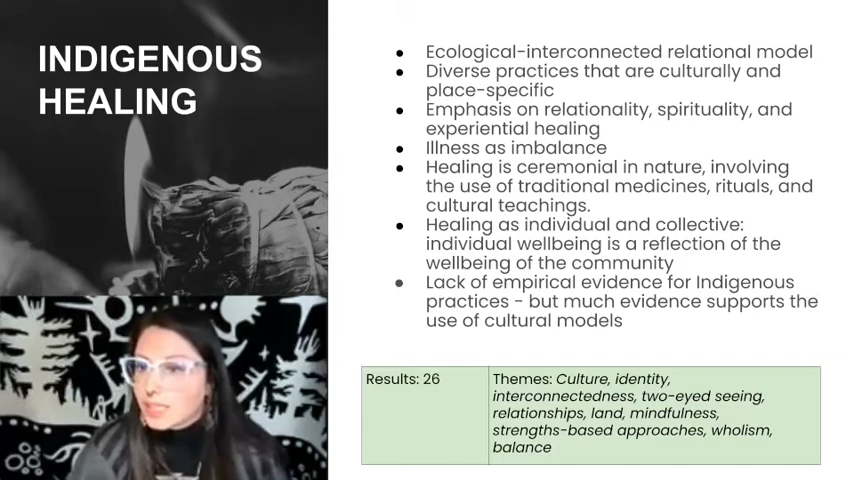 INDIGENOUS
HEALING
● Ecological-interconnected relational model
● Diverse practices that are culturally and
place-specific
● Emphasis on relationality, spirituality, and
experiential healing
● Illness as imbalance
● Healing is ceremonial in nature, involving
the use of traditional medicines, rituals, and
cultural teachings.
● Healing as individual and collective:
individual wellbeing is a reflection of the
wellbeing of the community
● Lack of empirical evidence for Indigenous
practices - but much evidence supports the
use of cultural models
Results: 26
Themes: Culture, identity,
interconnectedness, two-eyed seeing,
relationships, land, mindfulness,
strengths-based approaches, wholism,
balance